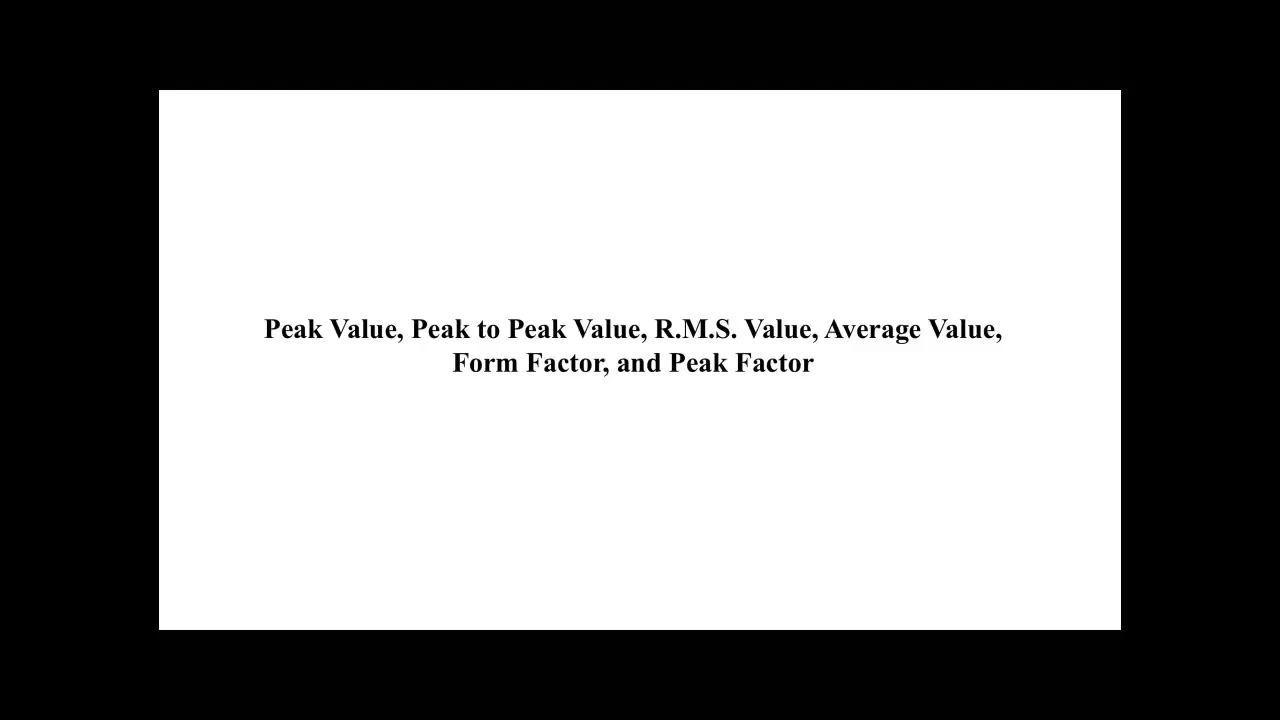 Peak Value, Peak to Peak Value, R.M.S. Value, Average Value,
Form Factor, and Peak Factor